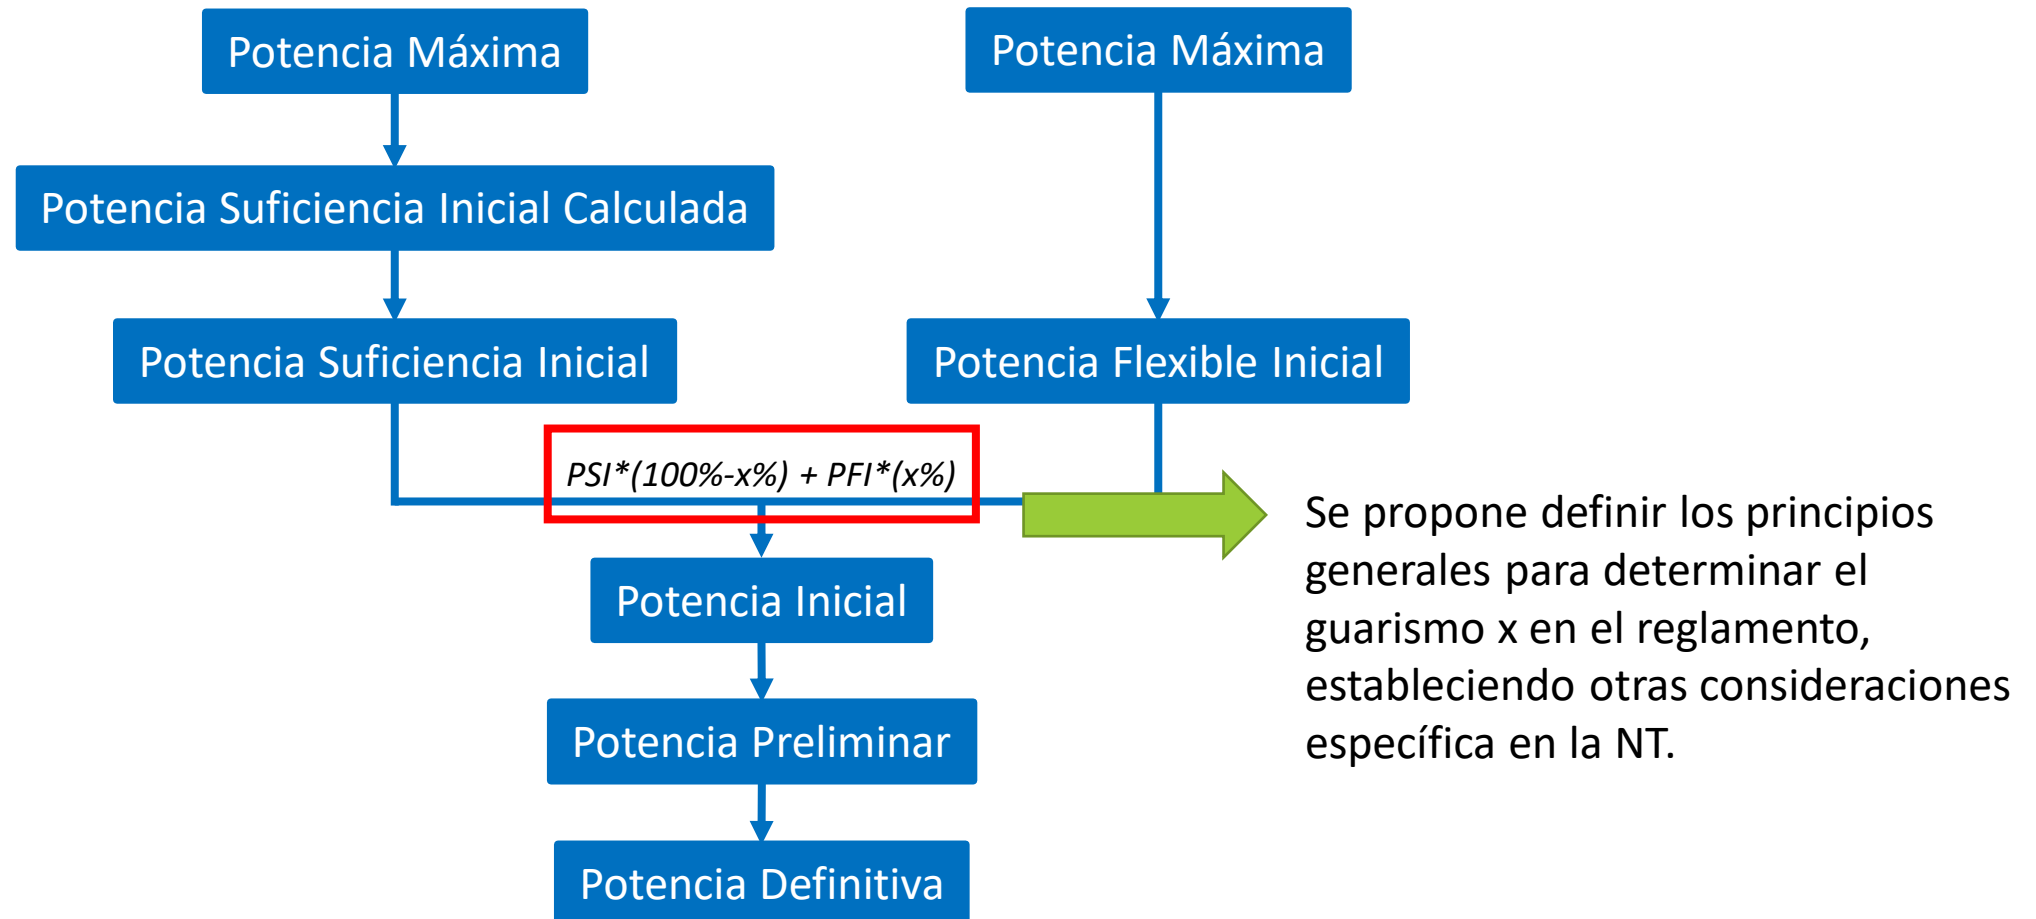 Potencia Máxima
Potencia Máxima
Potencia Suficiencia Inicial Calculada
Potencia Suficiencia Inicial
Potencia Flexible Inicial
PSI*(100%-x%) + PFI*(x%)
Se propone definir los principios
generales para determinar el
guarismo x en el reglamento,
estableciendo otras consideraciones
específica en la NT.
Potencia Inicial
Potencia Preliminar
Potencia Definitiva